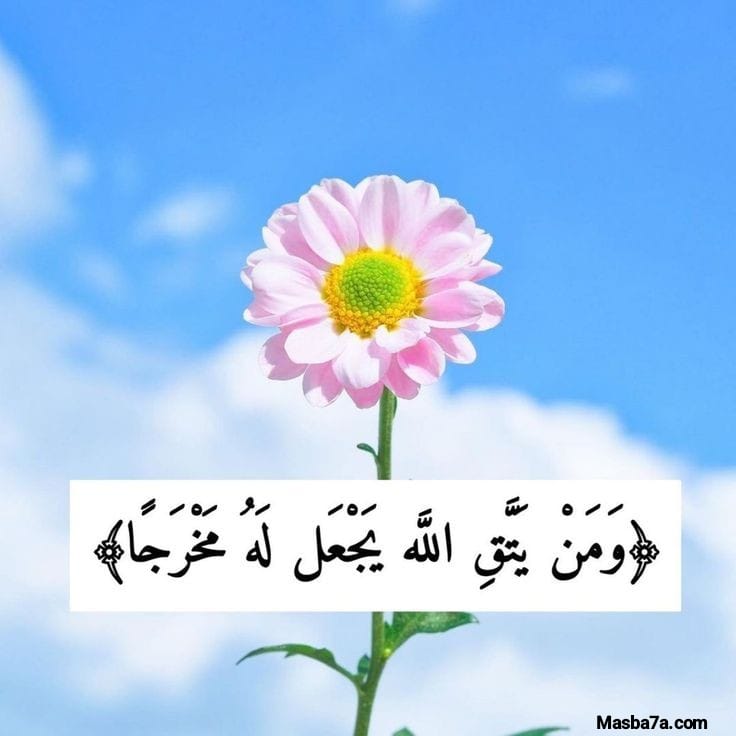 ﴿وَمَنْ يَتَّقِ اللَّه يَجْعَل لَهُ مَخْرَجًا﴾
Masba7a.com